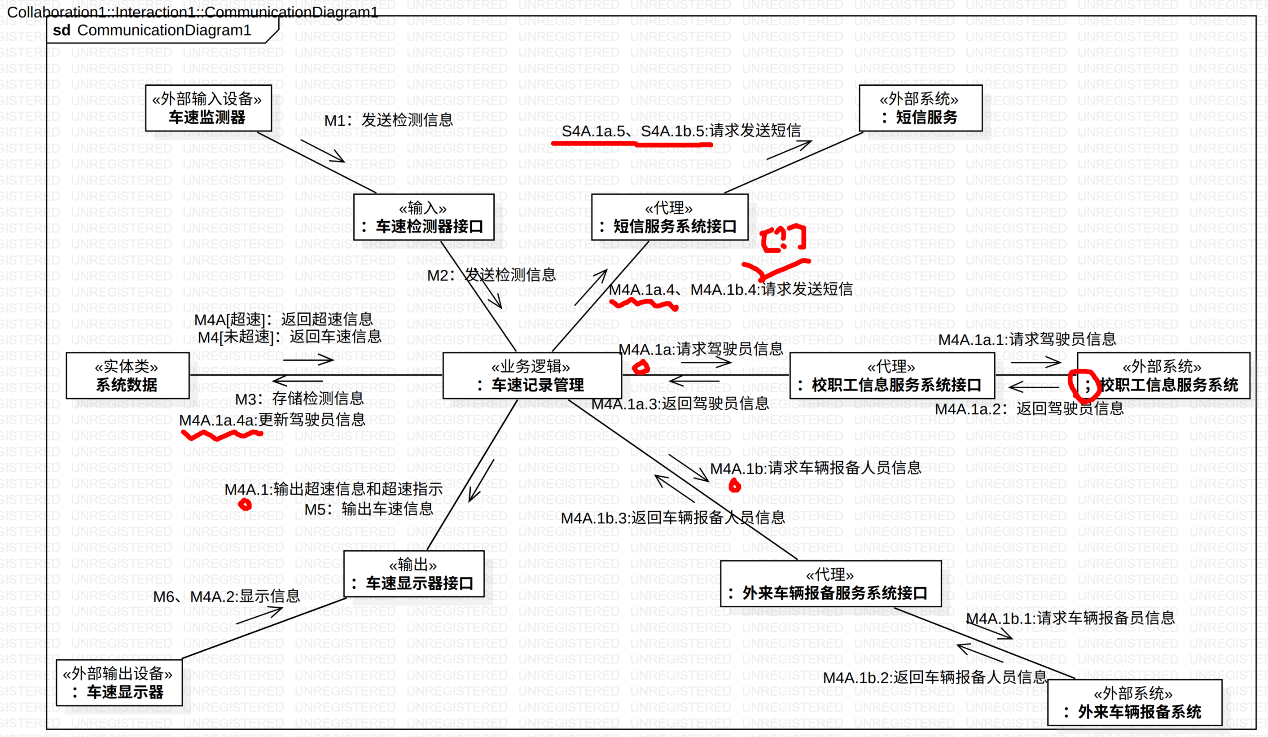 Collaboration1::Interaction1::CommunicationDiagram1
sd CommunicationDiagram1
«外部输入设备»
车速监测器
M1：发送检测信息
S4A.1a.5、S4A.1b.5:请求发送短信
«外部系统»
：短信服务
«输入»
：车速检测器接口
«代理»
：短信服务系统接口
[!]
M2：发送检测信息
M4A.1a.4、M4A.1b.4:请求发送短信
M4A[超速]：返回超速信息
M4[未超速]：返回车速信息
M4A.1a:请求驾驶员信息
M4A.1a.1:请求驾驶员信息
«实体类»
系统数据
«业务逻辑»
：车速记录管理
«代理»
：校职工信息服务系统接口
«外部系统»
；校职工信息服务系统
M3：存储检测信息
M4A.1a.4a:更新驾驶员信息
M4A.1a.3:返回驾驶员信息
M4A.1a.2：返回驾驶员信息
M4A.1b:请求车辆报备人员信息
M4A.1:输出超速信息和超速指示
M5：输出车速信息
M4A.1b.3:返回车辆报备人员信息
«输出»
：车速显示器接口
«代理»
：外来车辆报备服务系统接口
M6、M4A.2:显示信息
M4A.1b.1:请求车辆报备员信息
«外部输出设备»
：车速显示器
M4A.1b.2:返回车辆报备人员信息
«外部系统»
：外来车辆报备系统
UNREGISTERED